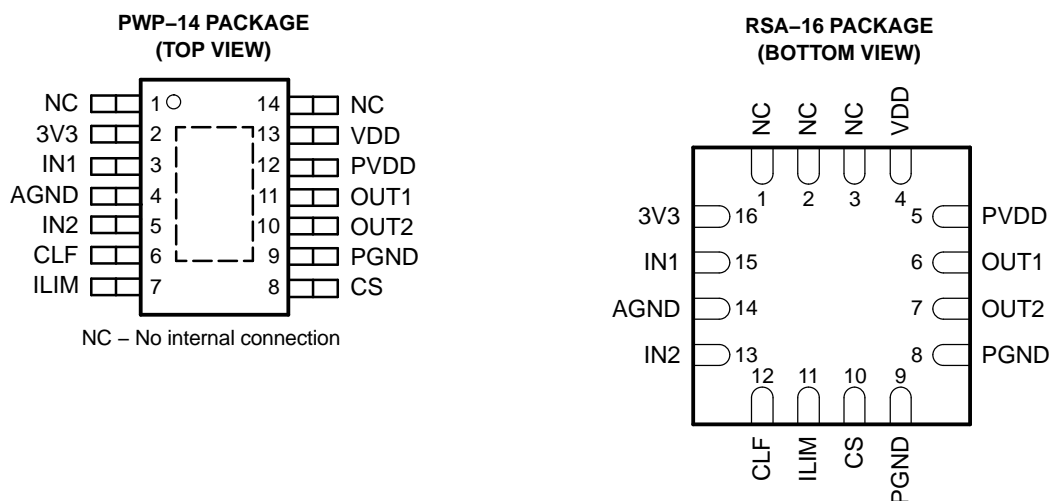 PWP–14 PACKAGE
(TOP VIEW)
NC 1 14 NC
3V3 2 13 VDD
IN1 3 12 PVDD
AGND 4 11 OUT1
IN2 5 10 OUT2
CLF 6 9 PGND
ILIM 7 8 CS
NC – No internal connection
RSA–16 PACKAGE
(BOTTOM VIEW)
NC NC NC VDD
1 2 3 4
3V3 16 5 PVDD
IN1 15 6 OUT1
AGND 14 7 OUT2
IN2 13 8 PGND
12 11 10 9
CLF ILIM CS PGND